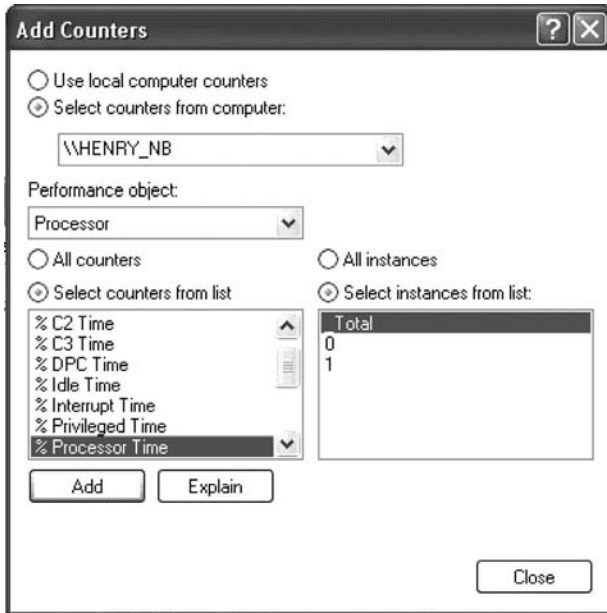 Add Counters
Use local computer counters
Select counters from computer:
\\HENRY_NB
Performance object:
Processor
All counters
All instances
Select counters from list
Select instances from list:
% C2 Time
% C3 Time
% DPC Time
% Idle Time
% Interrupt Time
% Privileged Time
% Processor Time
_Total
0
1
Add
Explain
Close